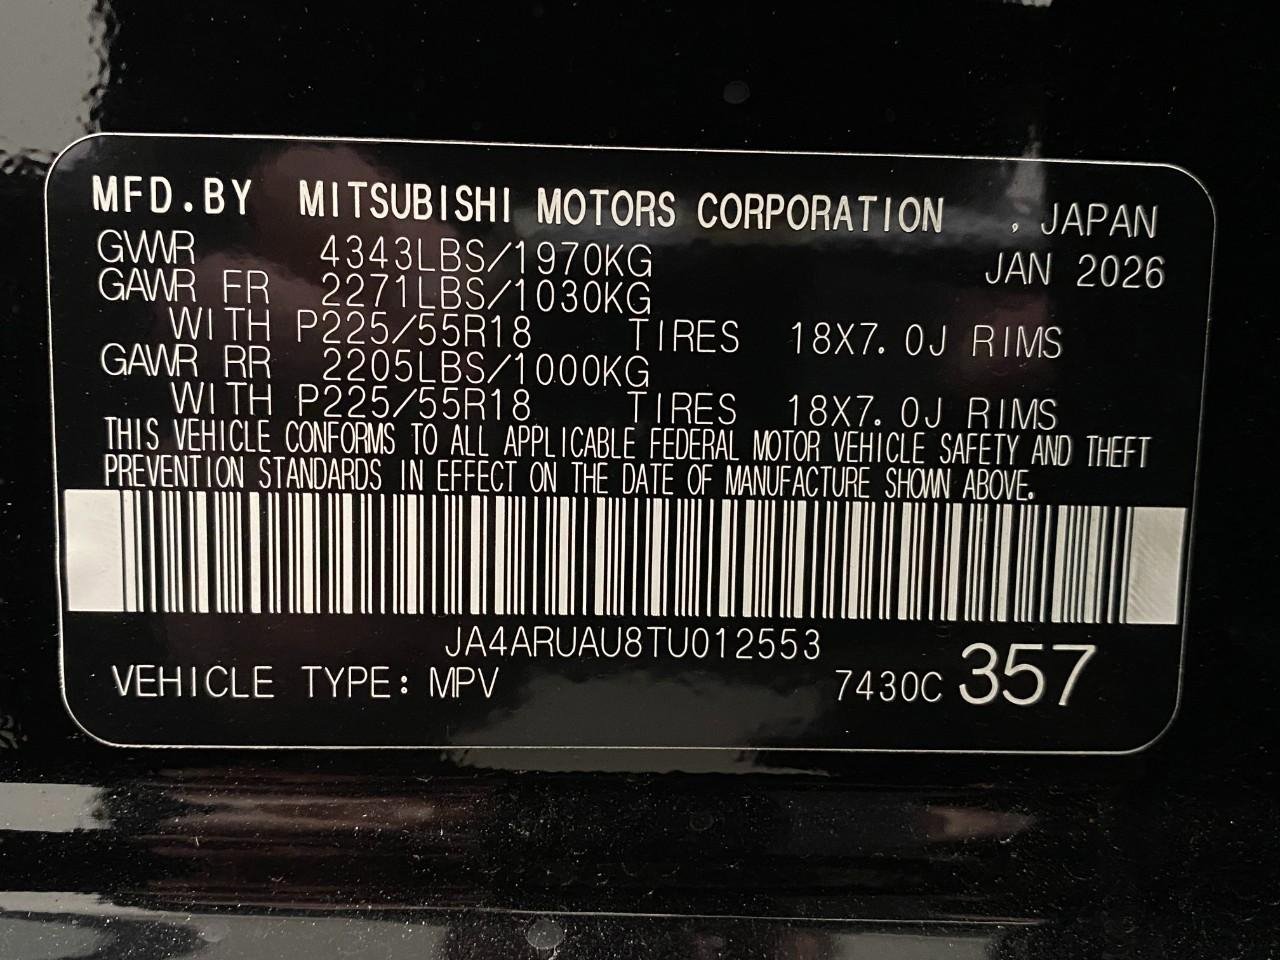 MFD.BY MITSUBISHI MOTORS CORPORATION , JAPAN
GVWR 4343LBS/1970KG JAN 2026
GAWR FR 2271LBS/1030KG
WITH P225/55R18 TIRES 18X7.0J RIMS
GAWR RR 2205LBS/1000KG
WITH P225/55R18 TIRES 18X7.0J RIMS
THIS VEHICLE CONFORMS TO ALL APPLICABLE FEDERAL MOTOR VEHICLE SAFETY AND THEFT
PREVENTION STANDARDS IN EFFECT ON THE DATE OF MANUFACTURE SHOWN ABOVE.
JA4ARUAU8TU012553
VEHICLE TYPE: MPV 7430C 357